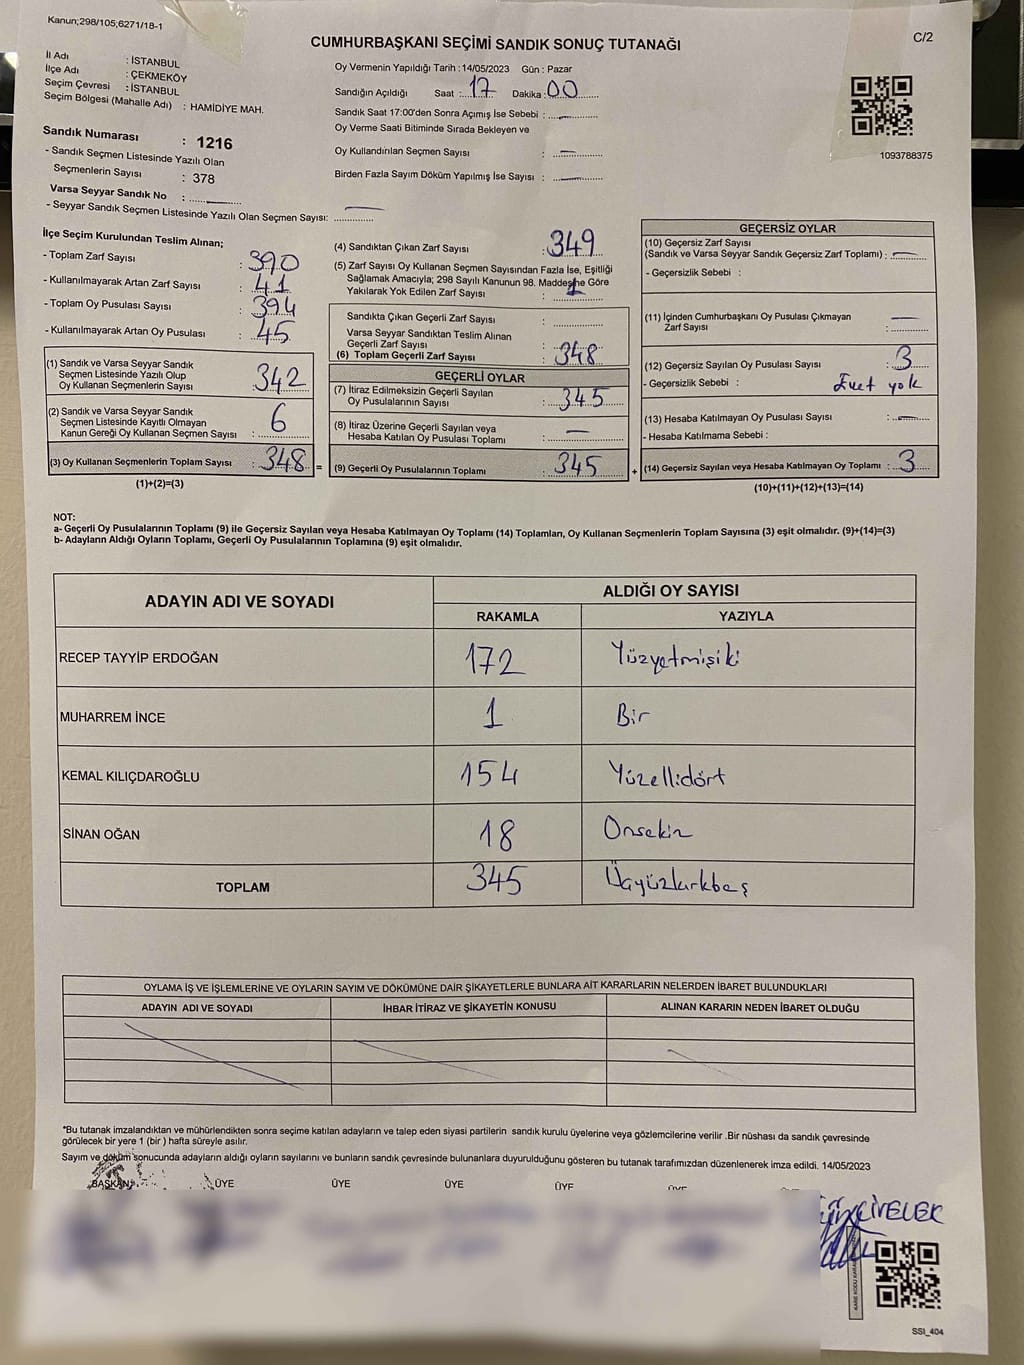 Kanun;298/105;6271/18-1
C/2
CUMHURBAŞKANI SEÇİMİ SANDIK SONUÇ TUTANAĞI
İl Adı : İSTANBUL
İlçe Adı : ÇEKMEKÖY
Seçim Çevresi : İSTANBUL
Seçim Bölgesi (Mahalle Adı) : HAMİDİYE MAH.
Sandık Numarası : 1216
- Sandık Seçmen Listesinde Yazılı Olan
Seçmenlerin Sayısı : 378
Varsa Seyyar Sandık No :
- Seyyar Sandık Seçmen Listesinde Yazılı Olan Seçmen Sayısı:
Oy Vermenin Yapıldığı Tarih : 14/05/2023 Gün : Pazar
Sandığın Açıldığı Saat : 17 Dakika : 00
Sandık Saat 17:00'den Sonra Açımış İse Sebebi :
Oy Verme Saati Bitiminde Sırada Bekleyen ve
Oy Kullandırılan Seçmen Sayısı :
Birden Fazla Sayım Döküm Yapılmış İse Sayısı :
1093788375
İlçe Seçim Kurulundan Teslim Alınan;
- Toplam Zarf Sayısı : 390
- Kullanılmayarak Artan Zarf Sayısı : 41
- Toplam Oy Pusulası Sayısı : 394
- Kullanılmayarak Artan Oy Pusulası : 45
(1) Sandık ve Varsa Seyyar Sandık
Seçmen Listesinde Yazılı Olup
Oy Kullanan Seçmenlerin Sayısı : 342
(2) Sandık ve Varsa Seyyar Sandık
Seçmen Listesinde Kayıtlı Olmayan
Kanun Gereği Oy Kullanan Seçmen Sayısı : 6
(3) Oy Kullanan Seçmenlerin Toplam Sayısı : 348 =
(1)+(2)=(3)
(4) Sandıktan Çıkan Zarf Sayısı : 349
(5) Zarf Sayısı Oy Kullanan Seçmen Sayısından Fazla İse, Eşitliği
Sağlamak Amacıyla; 298 Sayılı Kanunun 98. Maddesine Göre
Yakılarak Yok Edilen Zarf Sayısı : 1
Sandıkta Çıkan Geçerli Zarf Sayısı :
Varsa Seyyar Sandıktan Teslim Alınan
Geçerli Zarf Sayısı :
(6) Toplam Geçerli Zarf Sayısı : 348
GEÇERLİ OYLAR
(7) İtiraz Edilmeksizin Geçerli Sayılan
Oy Pusulalarının Sayısı : 345
(8) İtiraz Üzerine Geçerli Sayılan veya
Hesaba Katılan Oy Pusulası Toplamı :
(9) Geçerli Oy Pusulalarının Toplamı : 345 +
GEÇERSİZ OYLAR
(10) Geçersiz Zarf Sayısı
(Sandık ve Varsa Seyyar Sandık Geçersiz Zarf Toplamı) :
- Geçersizlik Sebebi :
(11) İçinden Cumhurbaşkanı Oy Pusulası Çıkmayan
Zarf Sayısı :
(12) Geçersiz Sayılan Oy Pusulası Sayısı : 3
- Geçersizlik Sebebi : Evet yok
(13) Hesaba Katılmayan Oy Pusulası Sayısı :
- Hesaba Katılmama Sebebi :
(14) Geçersiz Sayılan veya Hesaba Katılmayan Oy Toplamı : 3
(10)+(11)+(12)+(13)=(14)
NOT:
a- Geçerli Oy Pusulalarının Toplamı (9) ile Geçersiz Sayılan veya Hesaba Katılmayan Oy Toplamı (14) Toplamları, Oy Kullanan Seçmenlerin Toplam Sayısına (3) eşit olmalıdır. (9)+(14)=(3)
b- Adayların Aldığı Oyların Toplamı, Geçerli Oy Pusulalarının Toplamına (9) eşit olmalıdır.
ADAYIN ADI VE SOYADI
ALDIĞI OY SAYISI
RAKAMLA YAZIYLA
RECEP TAYYİP ERDOĞAN 172 Yüzyetmişiki
MUHARREM İNCE 1 Bir
KEMAL KILIÇDAROĞLU 154 Yüzellidört
SİNAN OĞAN 18 Onsekiz
TOPLAM 345 Üçyüzkırkbeş
OYLAMA İŞ VE İŞLEMLERİNE VE OYLARIN SAYIM VE DÖKÜMÜNE DAİR ŞİKAYETLERLE BUNLARA AİT KARARLARIN NELERDEN İBARET BULUNDUKLARI
ADAYIN ADI VE SOYADI İHBAR İTİRAZ VE ŞİKAYETİN KONUSU ALINAN KARARIN NEDEN İBARET OLDUĞU
*Bu tutanak imzalandıktan ve mühürlendikten sonra seçime katılan adayların ve talep eden siyasi partilerin sandık kurulu üyelerine veya gözlemcilerine verilir .Bir nüshası da sandık çevresinde
görülecek bir yere 1 (bir ) hafta süreyle asılır.
Sayım ve döküm sonucunda adayların aldığı oyların sayılarını ve bunların sandık çevresinde bulunanlara duyurulduğunu gösteren bu tutanak tarafımızdan düzenlenerek imza edildi. 14/05/2023
BAŞKAN ÜYE ÜYE ÜYE ÜYE
CİVELEK
SSI_404